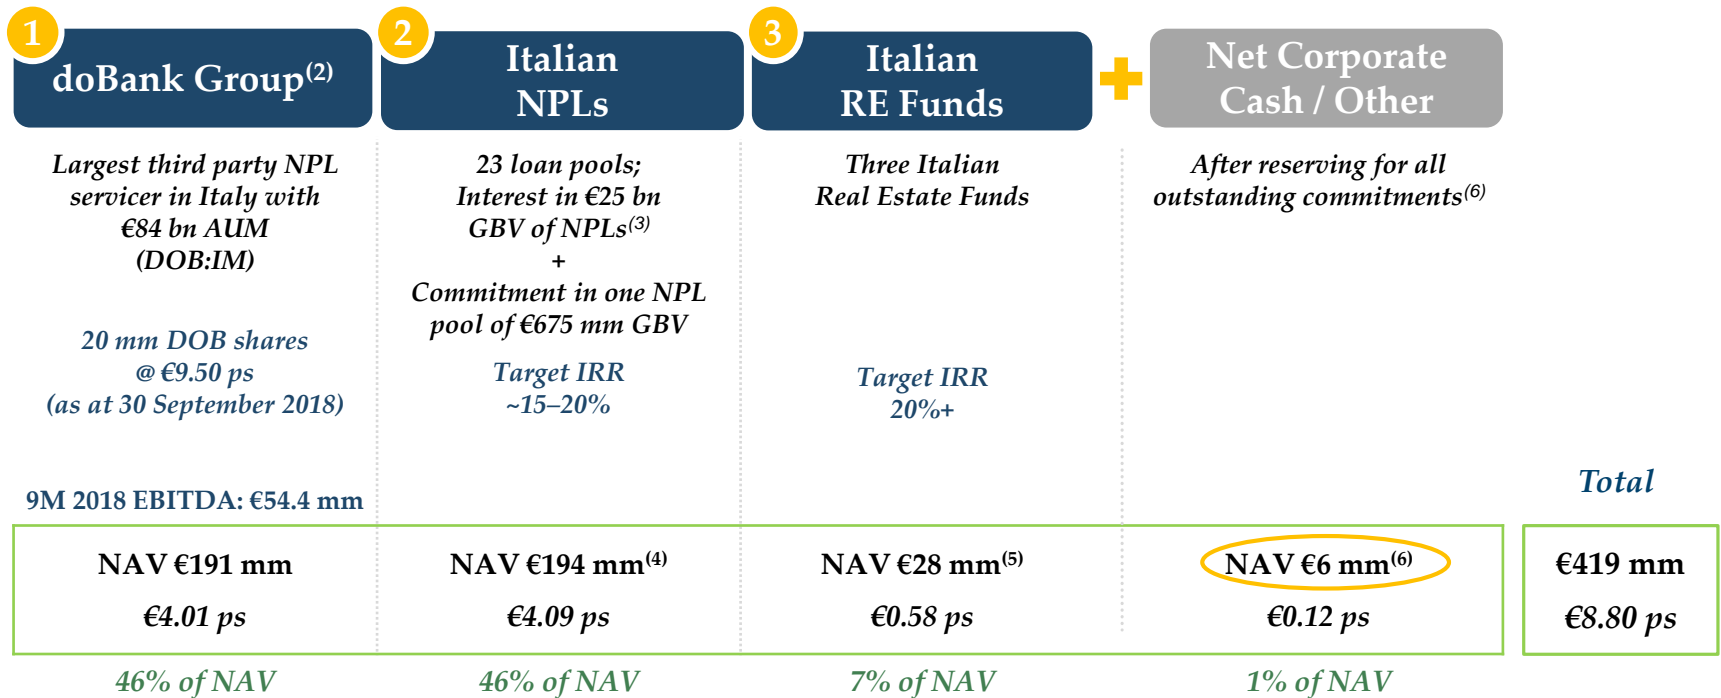 1
doBank Group(2)
Largest third party NPL
servicer in Italy with
€84 bn AUM
(DOB:IM)
20 mm DOB shares
@ €9.50 ps
(as at 30 September 2018)
9M 2018 EBITDA: €54.4 mm
NAV €191 mm
€4.01 ps
46% of NAV
2
Italian
NPLs
23 loan pools;
Interest in €25 bn
GBV of NPLs(3)
+
Commitment in one NPL
pool of €675 mm GBV
Target IRR
~15–20%
NAV €194 mm(4)
€4.09 ps
46% of NAV
3
Italian
RE Funds
Three Italian
Real Estate Funds
Target IRR
20%+
NAV €28 mm(5)
€0.58 ps
7% of NAV
Net Corporate
Cash / Other
After reserving for all
outstanding commitments(6)
NAV €6 mm(6)
€0.12 ps
1% of NAV
Total
€419 mm
€8.80 ps